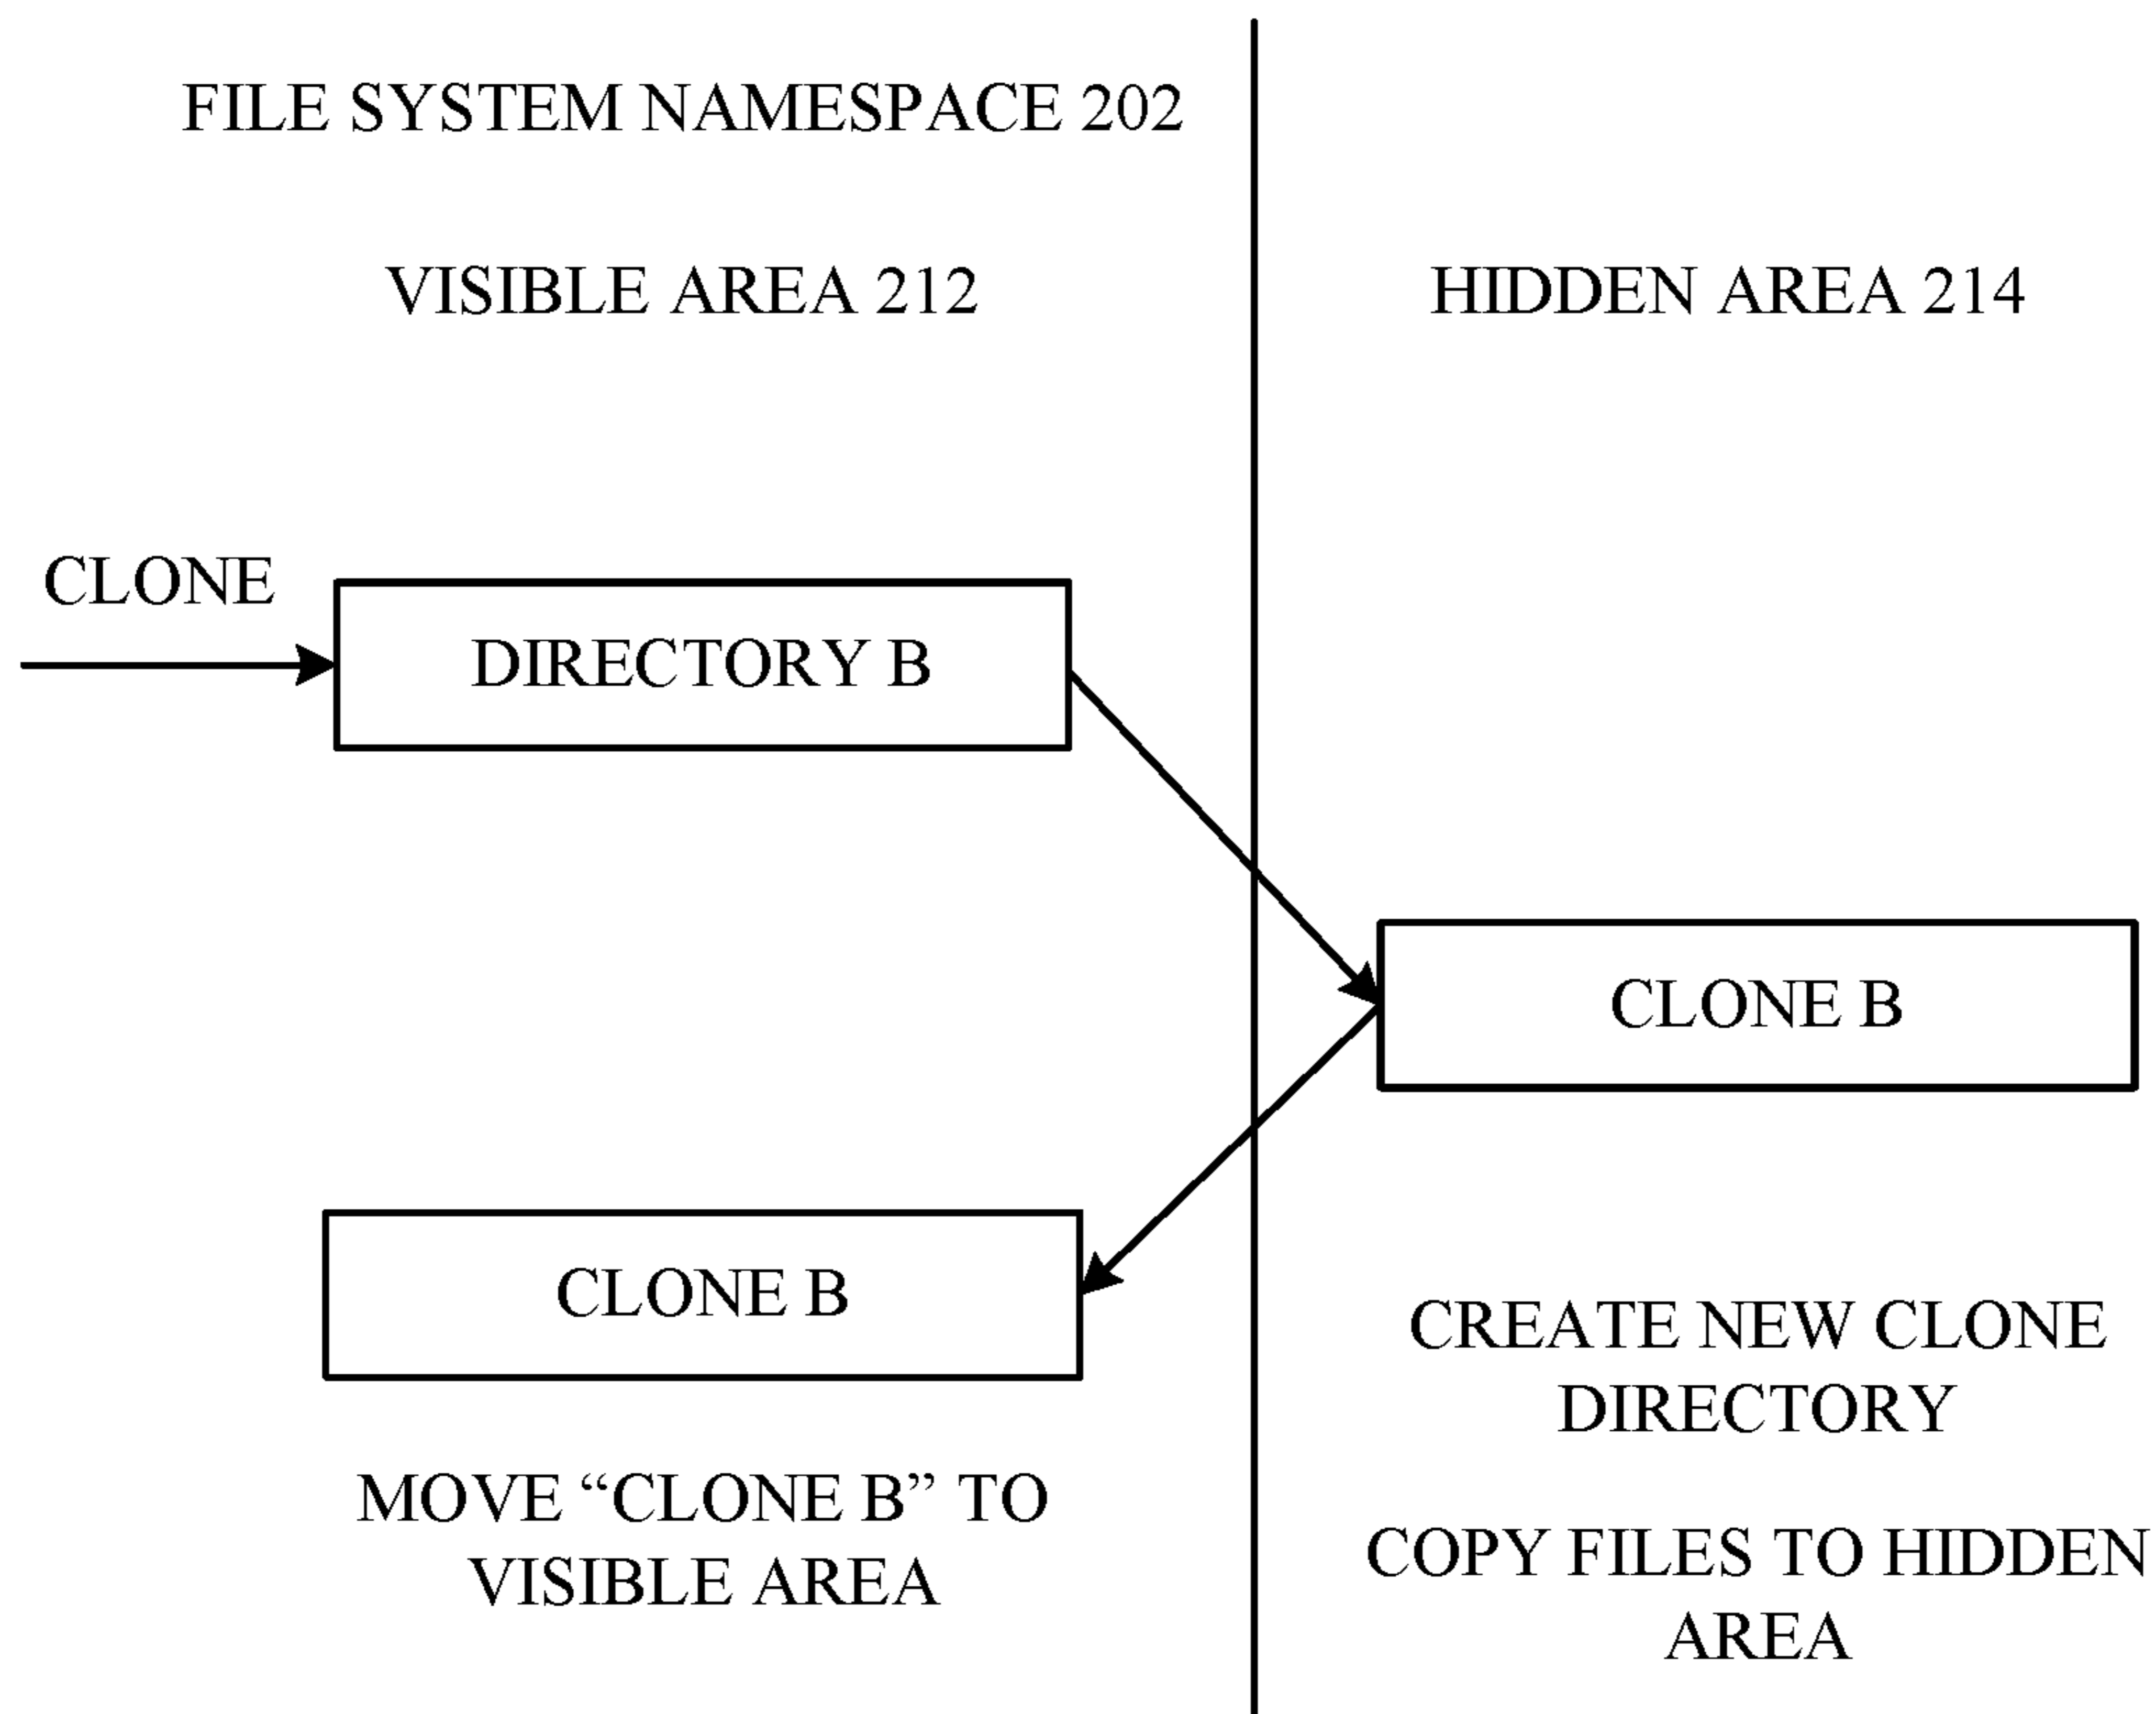 FILE SYSTEM NAMESPACE 202
VISIBLE AREA 212
HIDDEN AREA 214
CLONE
DIRECTORY B
CLONE B
CLONE B
MOVE “CLONE B” TO
VISIBLE AREA
CREATE NEW CLONE
DIRECTORY
COPY FILES TO HIDDEN
AREA